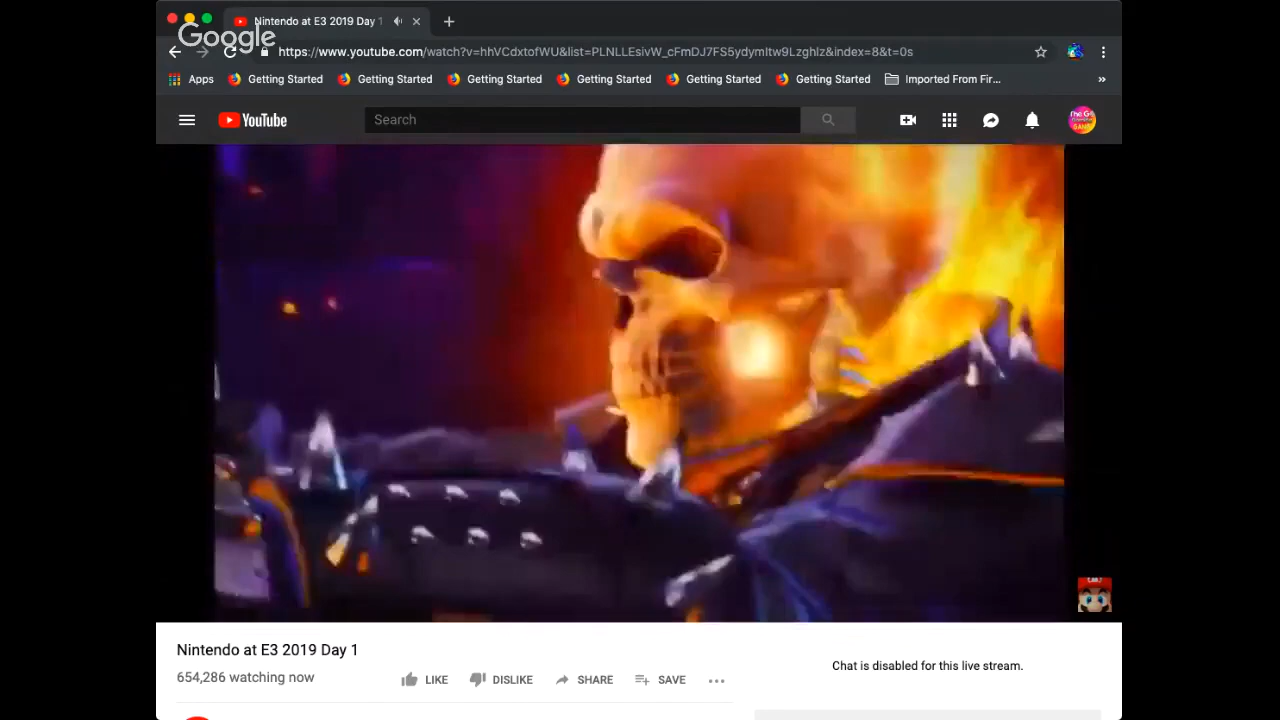 Nintendo at E3 2019 Day 1
Google
https://www.youtube.com/watch?v=hhVCdxtofWU&list=PLNLLEsivW_cFmDJ7FS5ydymItw9Lzghlz&index=8&t=0s
Apps Getting Started Getting Started Getting Started Getting Started Getting Started Getting Started Imported From Fir...
YouTube Search
Nintendo at E3 2019 Day 1
654,286 watching now
LIKE DISLIKE SHARE SAVE
Chat is disabled for this live stream.